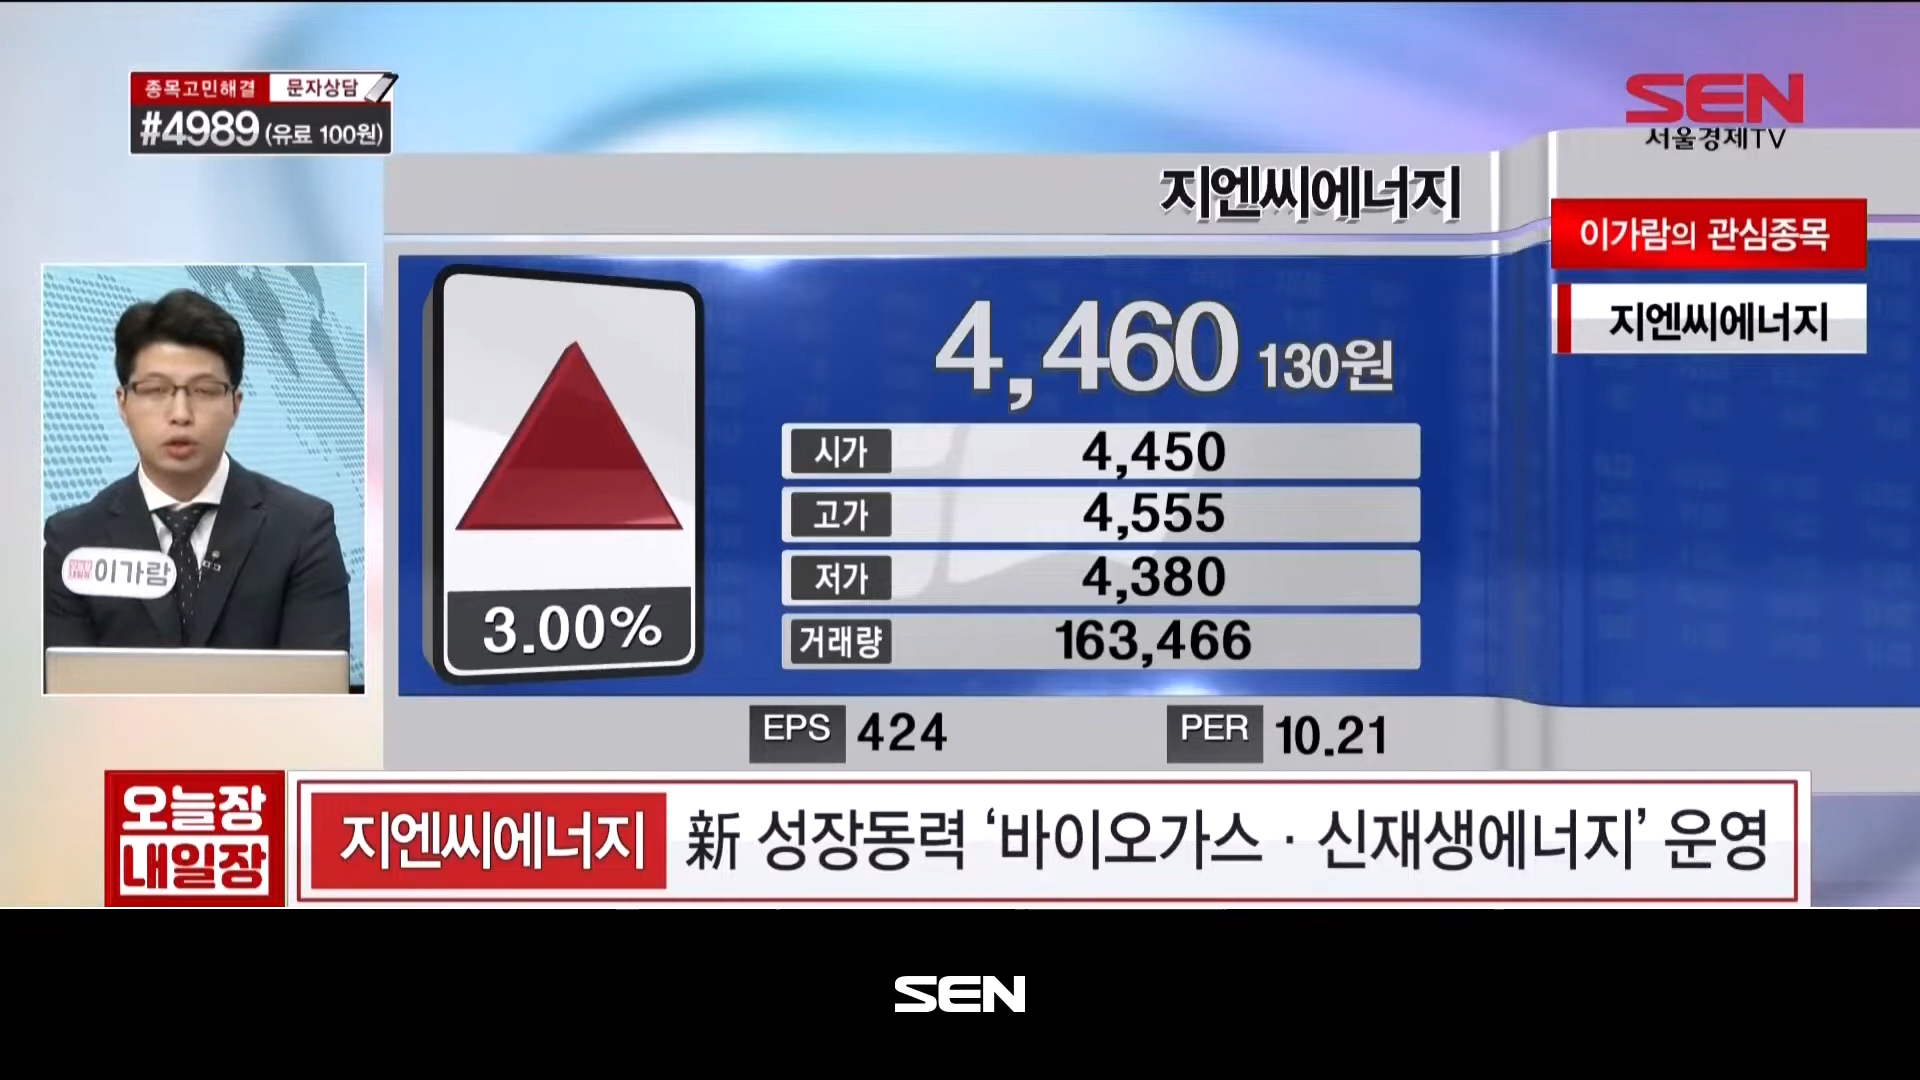 종목고민해결 문자상담
#4989 (유료 100원)
SEN
서울경제TV
지엔씨에너지
이가람의 관심종목
지엔씨에너지
이가람
3.00%
4,460 130원
시가 4,450
고가 4,555
저가 4,380
거래량 163,466
EPS 424 PER 10.21
오늘장
내일장
지엔씨에너지 新 성장동력 ‘바이오가스 · 신재생에너지’ 운영
SEN